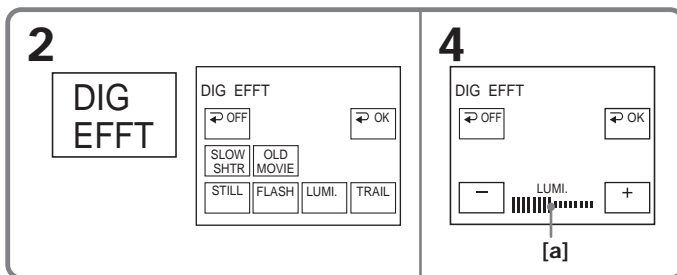 2
DIG
EFFT
DIG EFFT
⮌ OFF
⮌ OK
SLOW
SHTR
OLD
MOVIE
STILL
FLASH
LUMI.
TRAIL
4
DIG EFFT
⮌ OFF
⮌ OK
–
LUMI.
+
[a]